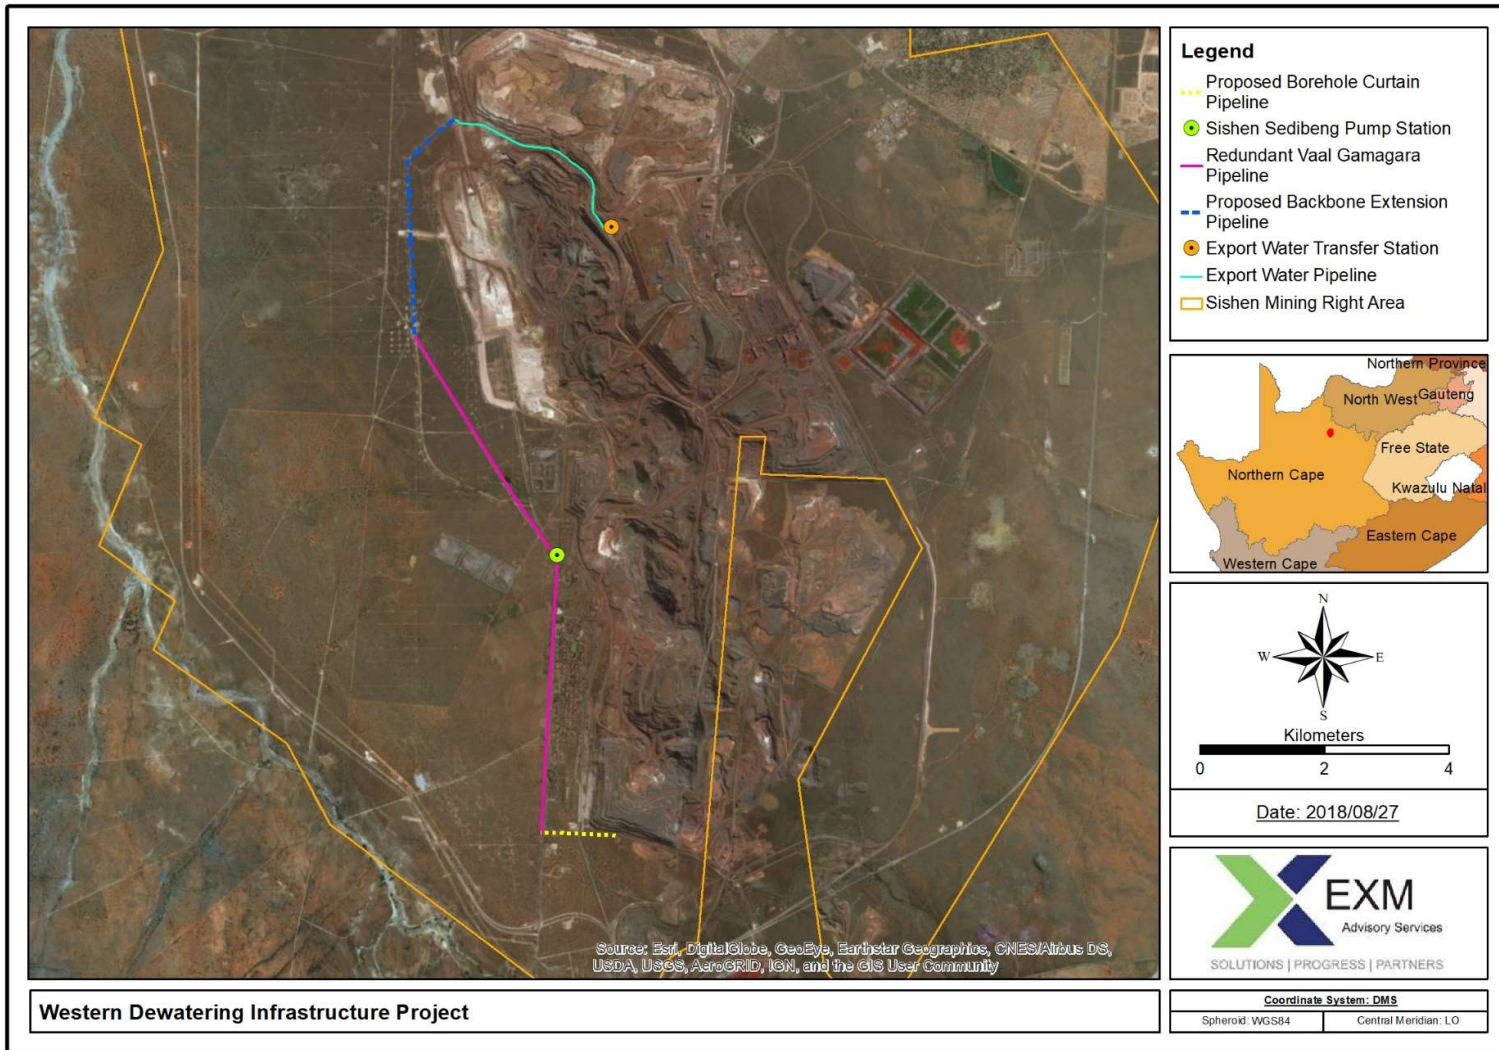 Legend
Proposed Borehole Curtain
Pipeline
Sishen Sedibeng Pump Station
Redundant Vaal Gamagara
Pipeline
Proposed Backbone Extension
Pipeline
Export Water Transfer Station
Export Water Pipeline
Sishen Mining Right Area
Northern Province
North West
Gauteng
Free State
Northern Cape
Kwazulu Natal
Eastern Cape
Western Cape
N
W
E
S
Kilometers
0 2 4
Date: 2018/08/27
EXM
Advisory Services
SOLUTIONS | PROGRESS | PARTNERS
Source: Esri, DigitalGlobe, GeoEye, Earthstar Geographics, CNES/Airbus DS,
USDA, USGS, AeroGRID, IGN, and the GIS User Community
Western Dewatering Infrastructure Project
Coordinate System: DMS
Spheroid: WGS84
Central Meridian: LO